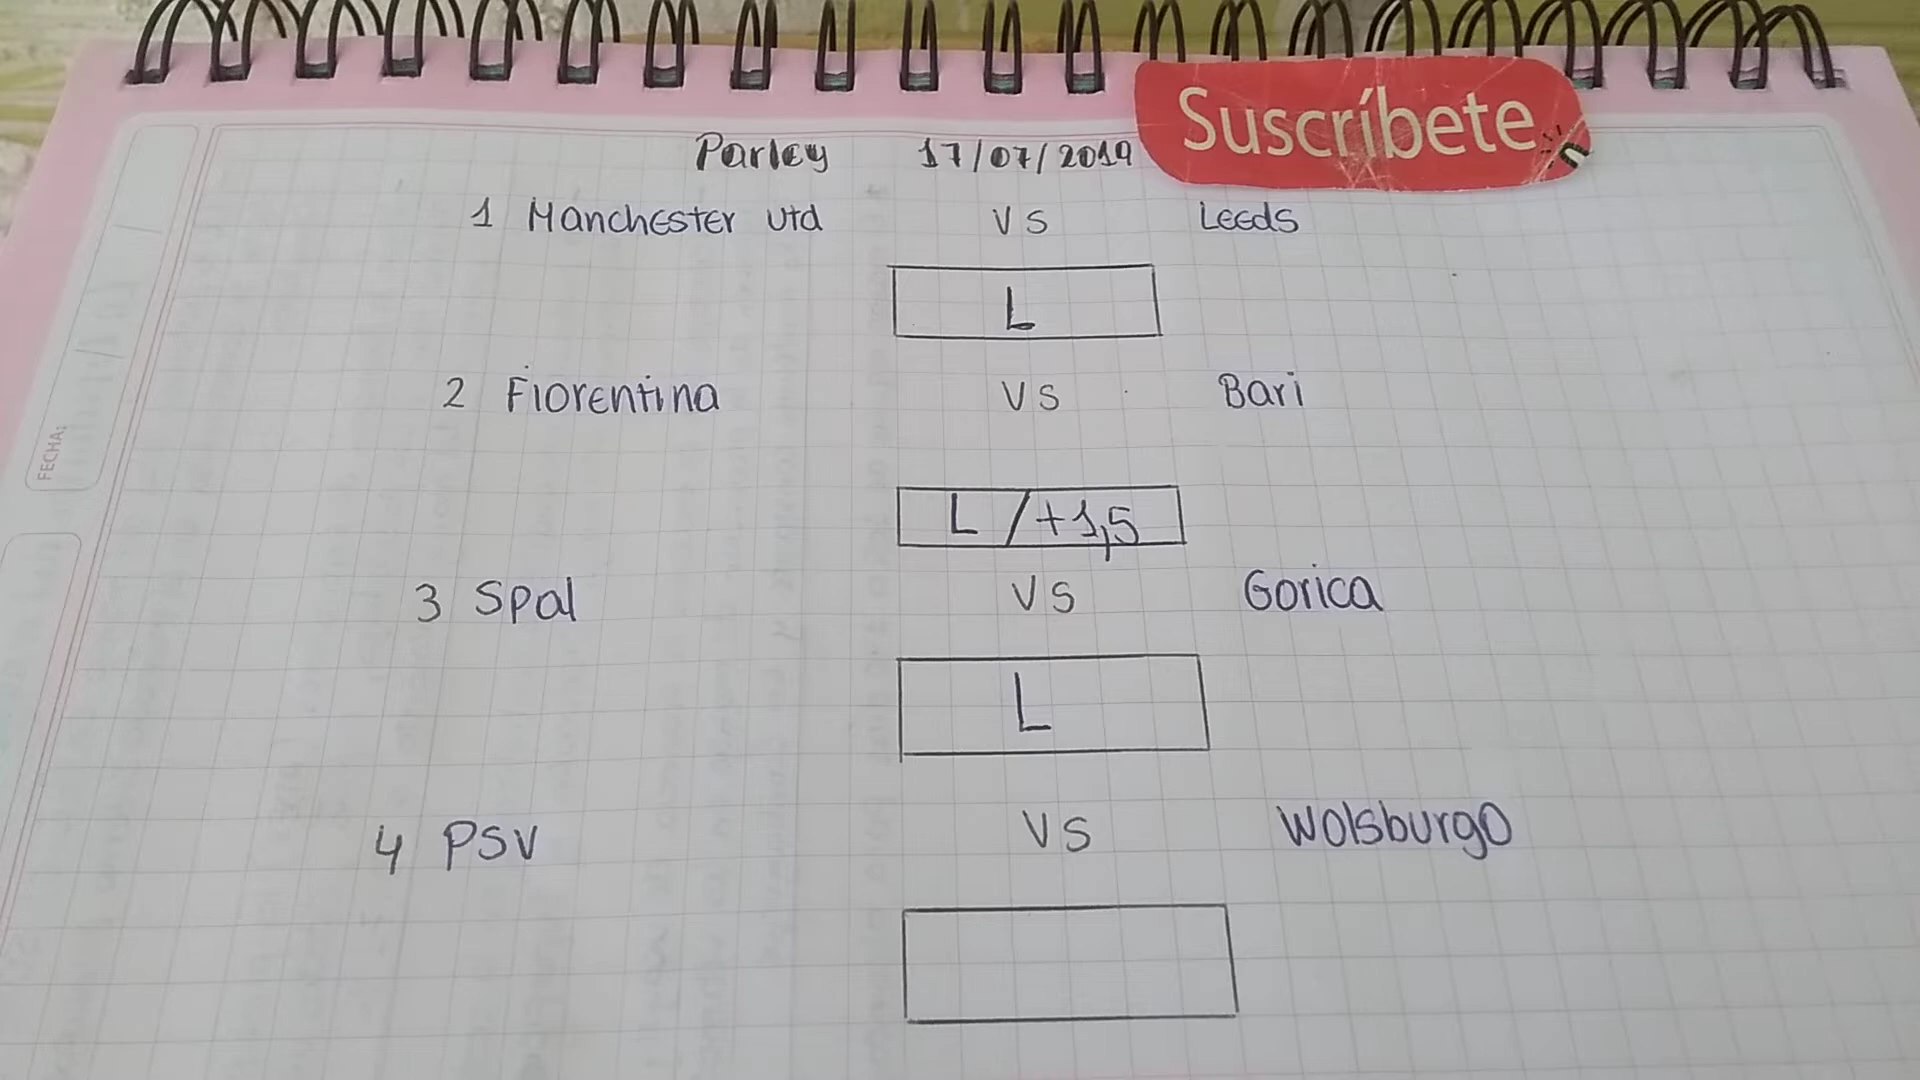 Parley 17/07/2019 Suscríbete
1 Manchester Utd VS Leeds
L
2 Fiorentina VS Bari
L/+1,5
3 Spal VS Gorica
L
4 PSV VS Wolsburgo
FECHA: